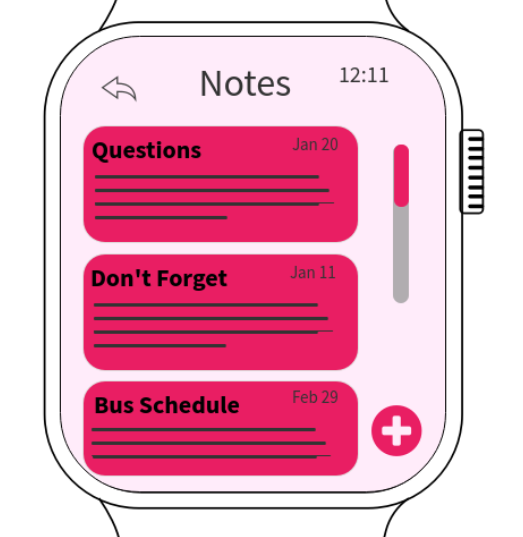 Notes
12:11
Questions
Jan 20
Don't Forget
Jan 11
Bus Schedule
Feb 29